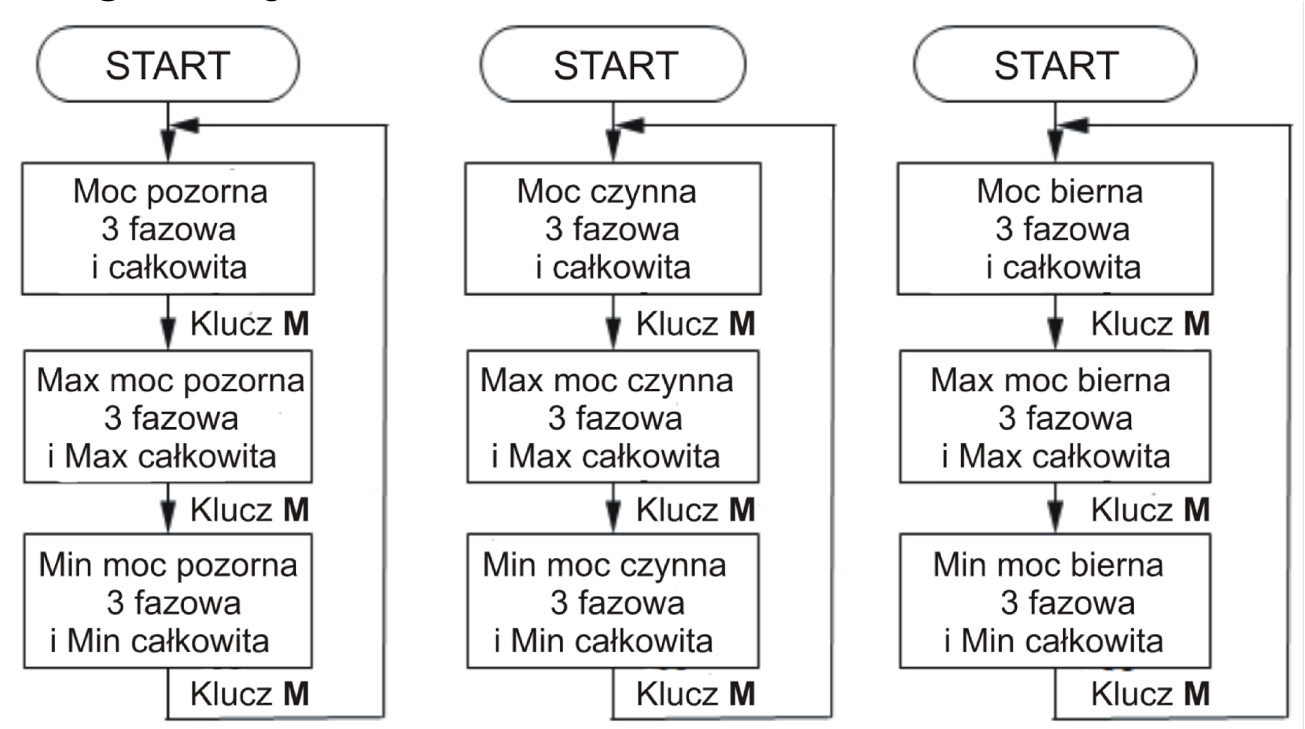 START
Moc pozorna
3 fazowa
i całkowita
Klucz M
Max moc pozorna
3 fazowa
i Max całkowita
Klucz M
Min moc pozorna
3 fazowa
i Min całkowita
Klucz M
START
Moc czynna
3 fazowa
i całkowita
Klucz M
Max moc czynna
3 fazowa
i Max całkowita
Klucz M
Min moc czynna
3 fazowa
i Min całkowita
Klucz M
START
Moc bierna
3 fazowa
i całkowita
Klucz M
Max moc bierna
3 fazowa
i Max całkowita
Klucz M
Min moc bierna
3 fazowa
i Min całkowita
Klucz M